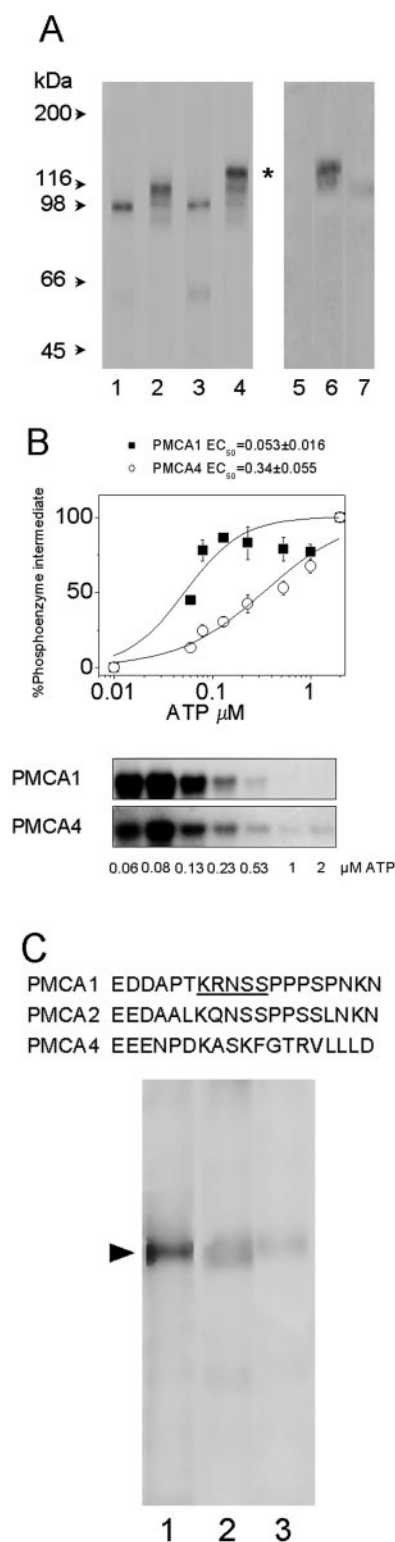 A
kDa
200
116
98
66
45
*
1 2 3 4 5 6 7
B
PMCA1 EC50=0.053±0.016
PMCA4 EC50=0.34±0.055
%Phosphoenzyme intermediate
100
50
0
0.01 0.1 1
ATP μM
PMCA1
PMCA4
0.06 0.08 0.13 0.23 0.53 1 2 μM ATP
C
PMCA1 EDDAPTKRNSSPPPSPNKN
PMCA2 EEDAALKQNSSPPSSLNKN
PMCA4 EEENPDKASKFGTRVLLLD
1 2 3